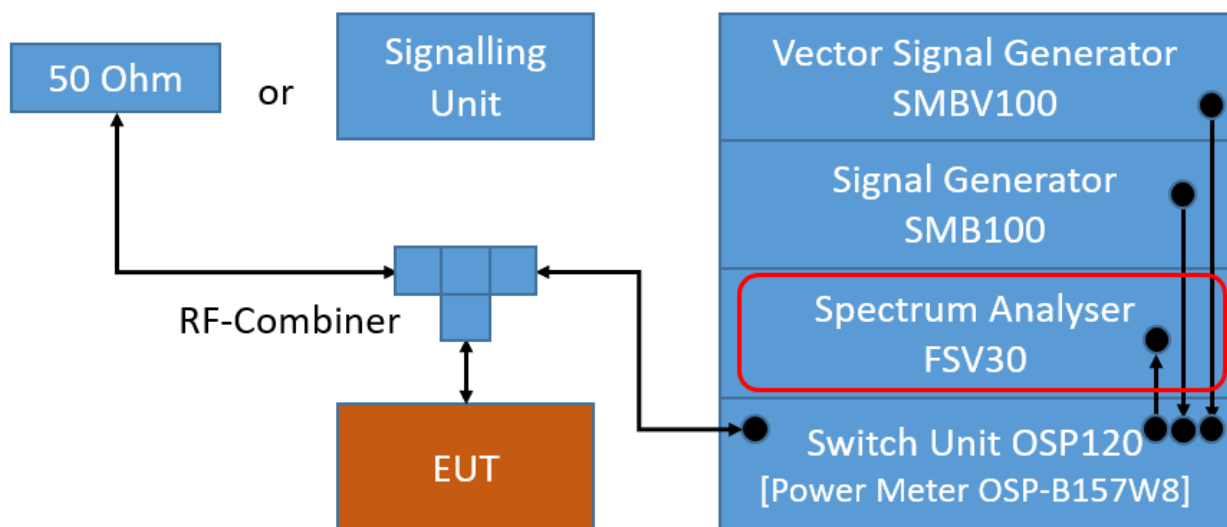 50 Ohm
or
Signalling
Unit
RF-Combiner
EUT
Vector Signal Generator
SMBV100
Signal Generator
SMB100
Spectrum Analyser
FSV30
Switch Unit OSP120
[Power Meter OSP-B157W8]